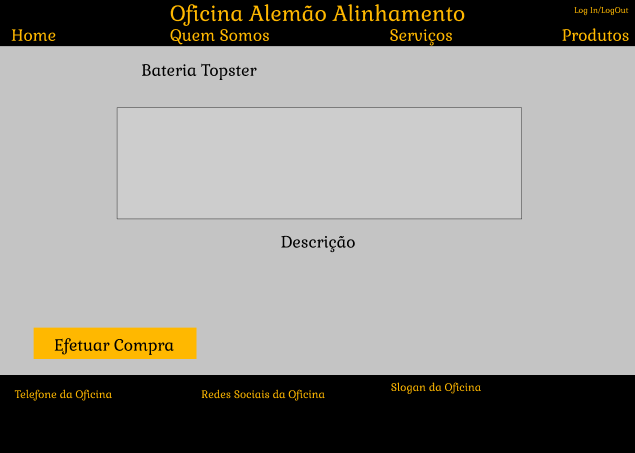 Oficina Alemão Alinhamento
Log In/LogOut
Home
Quem Somos
Serviços
Produtos
Bateria Topster
Descrição
Efetuar Compra
Telefone da Oficina
Redes Sociais da Oficina
Slogan da Oficina